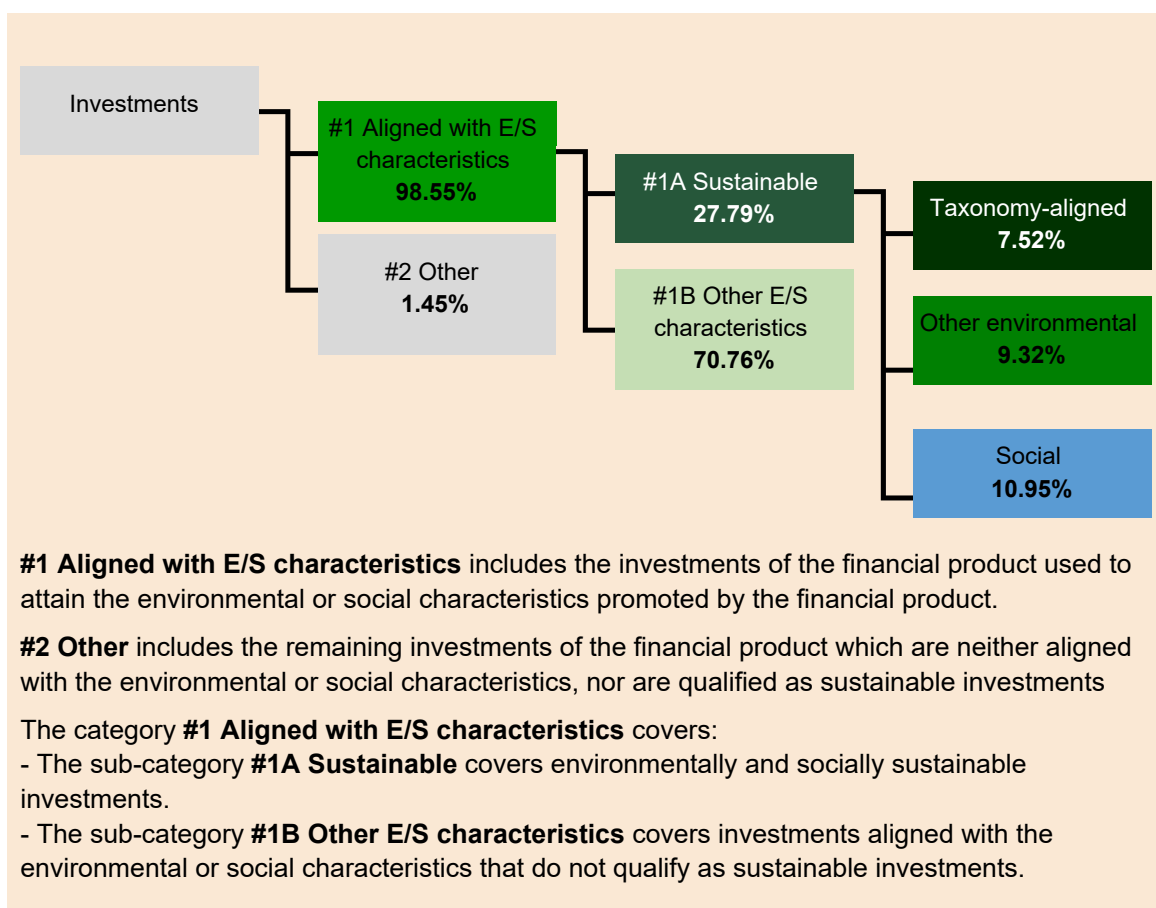 Investments
#1 Aligned with E/S
characteristics
98.55%
#2 Other
1.45%
#1A Sustainable
27.79%
#1B Other E/S
characteristics
70.76%
Taxonomy-aligned
7.52%
Other environmental
9.32%
Social
10.95%
#1 Aligned with E/S characteristics includes the investments of the financial product used to
attain the environmental or social characteristics promoted by the financial product.
#2 Other includes the remaining investments of the financial product which are neither aligned
with the environmental or social characteristics, nor are qualified as sustainable investments
The category #1 Aligned with E/S characteristics covers:
- The sub-category #1A Sustainable covers environmentally and socially sustainable
investments.
- The sub-category #1B Other E/S characteristics covers investments aligned with the
environmental or social characteristics that do not qualify as sustainable investments.